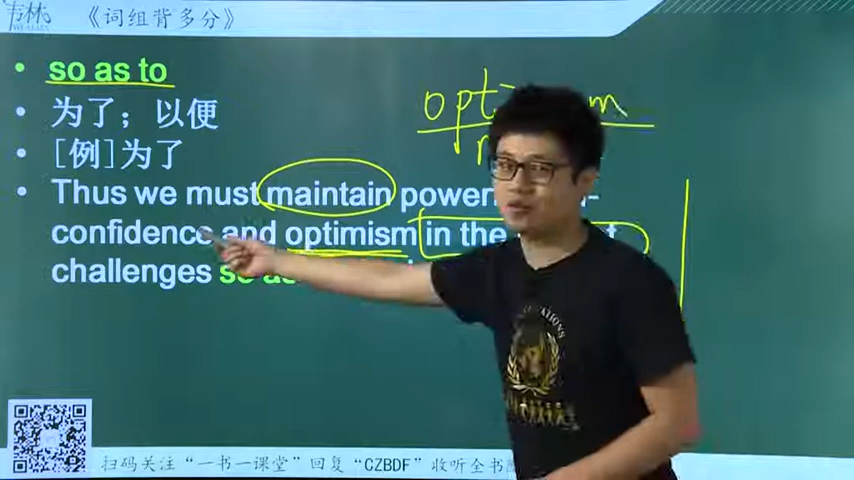 韦林 《词组背多分》
• so as to
• 为了；以便
• [例]为了
• Thus we must maintain
confidence and optimism in the
challenges so as
扫码关注“一书一课堂”回复“CZBDF”收听全书